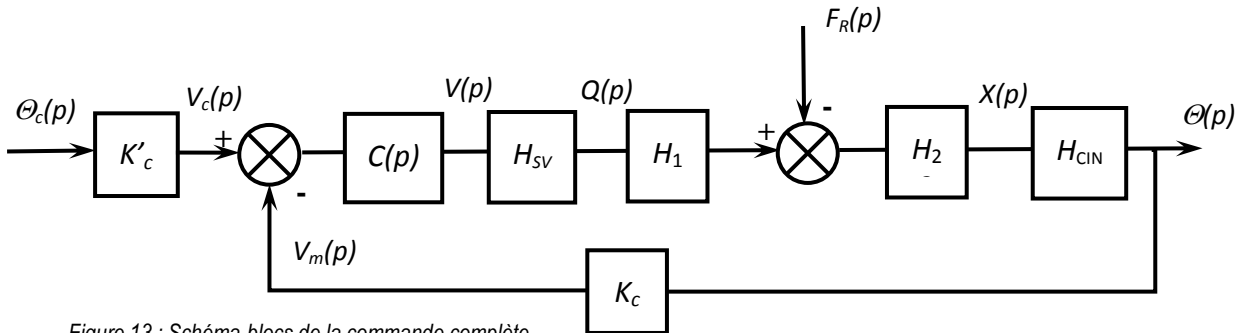 F_R(p)
Θ_c(p)
V_c(p)
V(p)
Q(p)
X(p)
Θ(p)
+
-
+
-
K'_c
C(p)
H_SV
H_1
H_2
H_CIN
V_m(p)
K_c
Figure 13 : Schéma-blocs de la commande complète